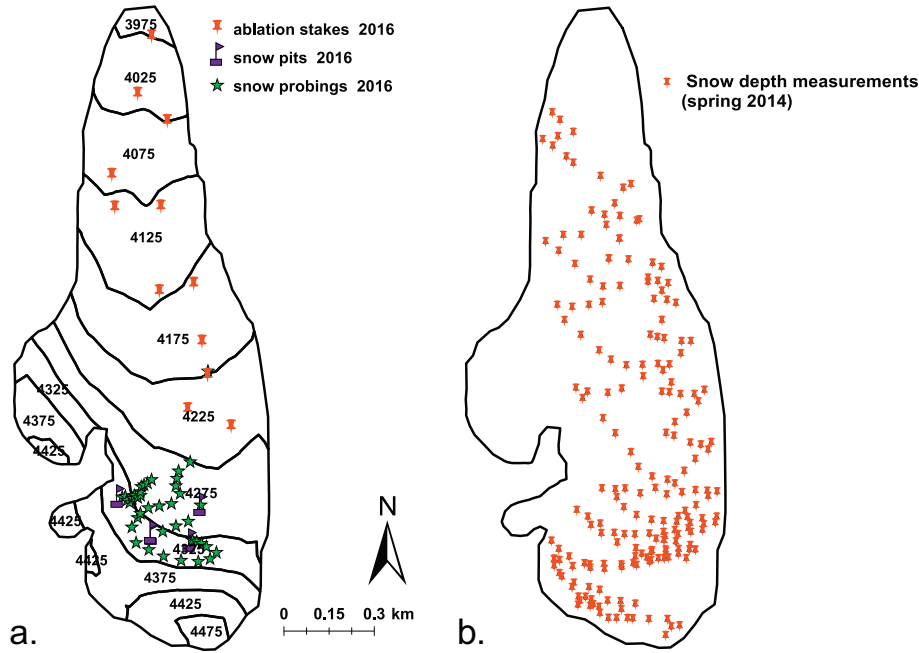 ablation stakes 2016
snow pits 2016
snow probings 2016
3975
4025
4075
4125
4175
4225
4275
4325
4375
4425
4425
4425
4325
4375
4425
4475
N
0 0.15 0.3 km
a.
Snow depth measurements
(spring 2014)
b.